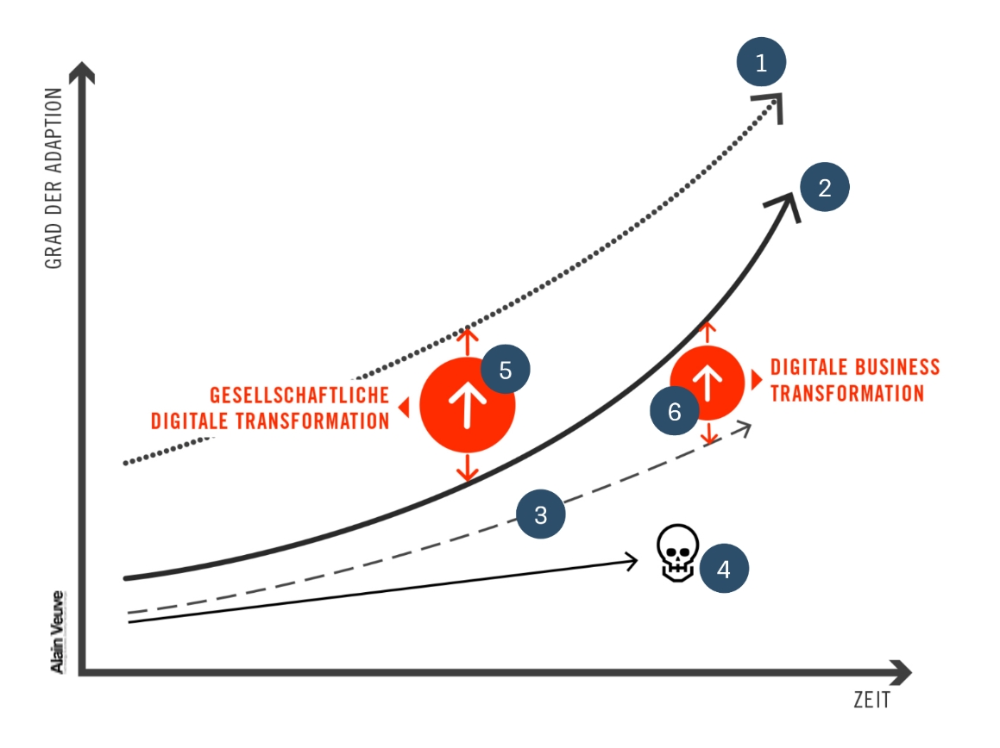 1
2
GRAD DER ADAPTION
5
GESELLSCHAFTLICHE
DIGITALE TRANSFORMATION
DIGITALE BUSINESS
TRANSFORMATION
6
3
4
Alain Veuve
ZEIT